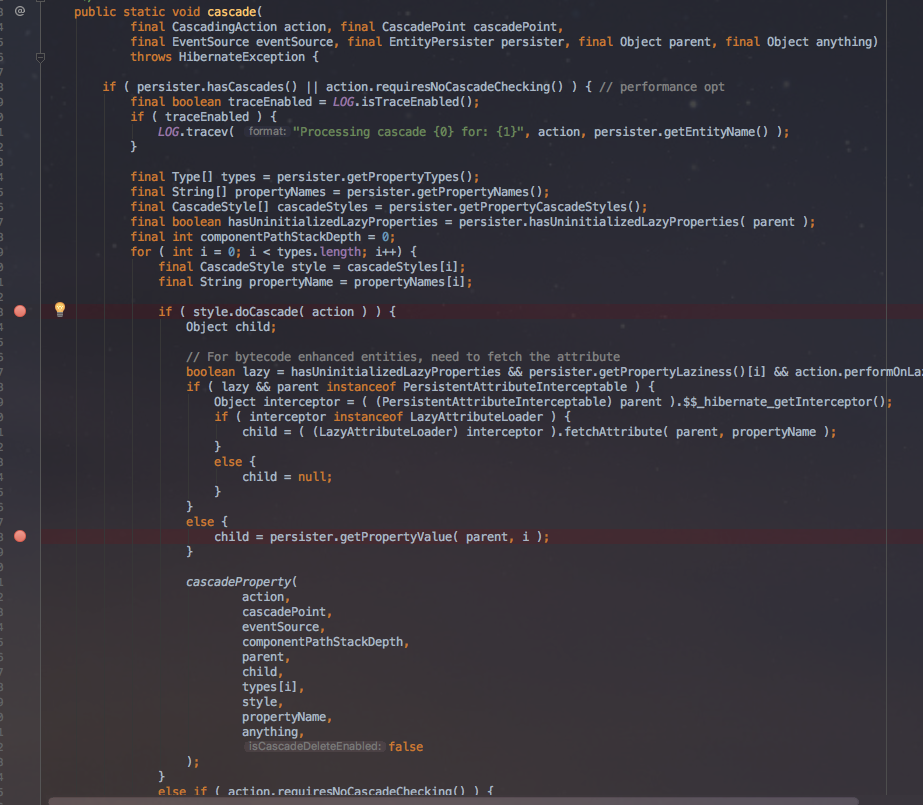 public static void cascade(
final CascadingAction action, final CascadePoint cascadePoint,
final EventSource eventSource, final EntityPersister persister, final Object parent, final Object anything)
throws HibernateException {
if ( persister.hasCascades() || action.requiresNoCascadeChecking() ) { // performance opt
final boolean traceEnabled = LOG.isTraceEnabled();
if ( traceEnabled ) {
LOG.tracev( format: "Processing cascade {0} for: {1}", action, persister.getEntityName() );
}
final Type[] types = persister.getPropertyTypes();
final String[] propertyNames = persister.getPropertyNames();
final CascadeStyle[] cascadeStyles = persister.getPropertyCascadeStyles();
final boolean hasUninitializedLazyProperties = persister.hasUninitializedLazyProperties( parent );
final int componentPathStackDepth = 0;
for ( int i = 0; i < types.length; i++) {
final CascadeStyle style = cascadeStyles[i];
final String propertyName = propertyNames[i];
if ( style.doCascade( action ) ) {
Object child;
// For bytecode enhanced entities, need to fetch the attribute
boolean lazy = hasUninitializedLazyProperties && persister.getPropertyLaziness()[i] && action.performOnLaz
if ( lazy && parent instanceof PersistentAttributeInterceptable ) {
Object interceptor = ( (PersistentAttributeInterceptable) parent ).$$_hibernate_getInterceptor();
if ( interceptor instanceof LazyAttributeLoader ) {
child = ( (LazyAttributeLoader) interceptor ).fetchAttribute( parent, propertyName );
}
else {
child = null;
}
}
else {
child = persister.getPropertyValue( parent, i );
}
cascadeProperty(
action,
cascadePoint,
eventSource,
componentPathStackDepth,
parent,
child,
types[i],
style,
propertyName,
anything,
isCascadeDeleteEnabled: false
);
}
else if ( action.requiresNoCascadeChecking() ) {